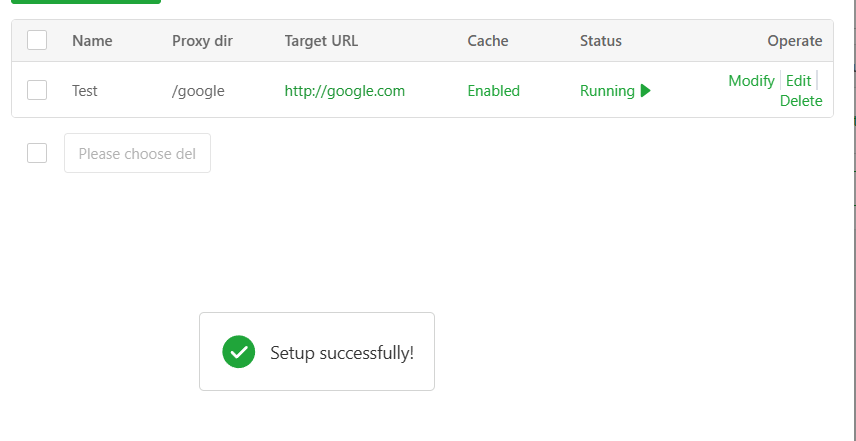 Name Proxy dir Target URL Cache Status Operate
Test /google http://google.com Enabled Running Modify Edit
Delete
Please choose del
Setup successfully!